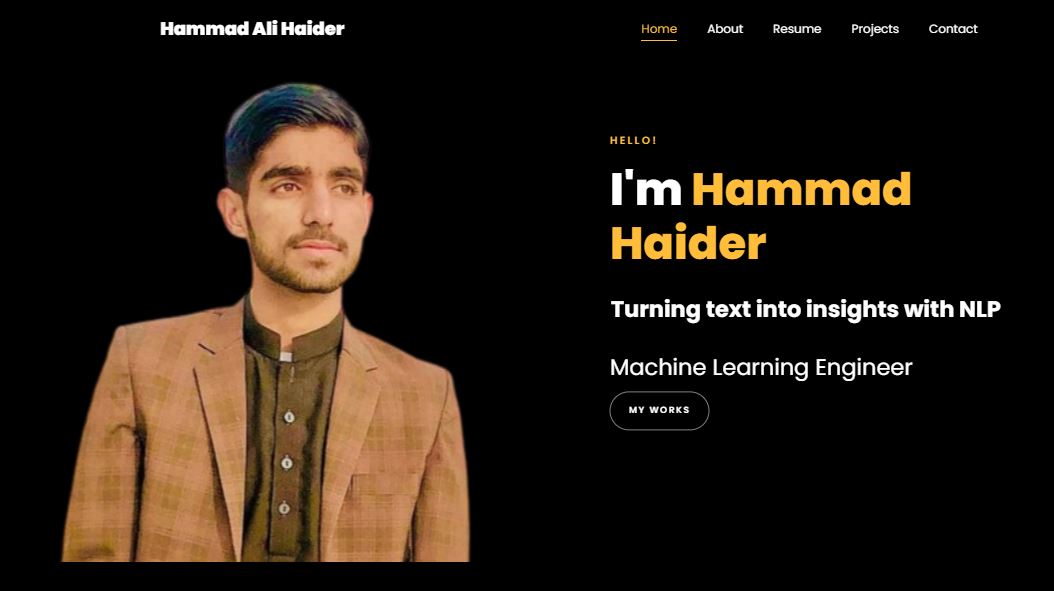 Hammad Ali Haider
Home About Resume Projects Contact
HELLO!
I'm Hammad
Haider
Turning text into insights with NLP
Machine Learning Engineer
MY WORKS